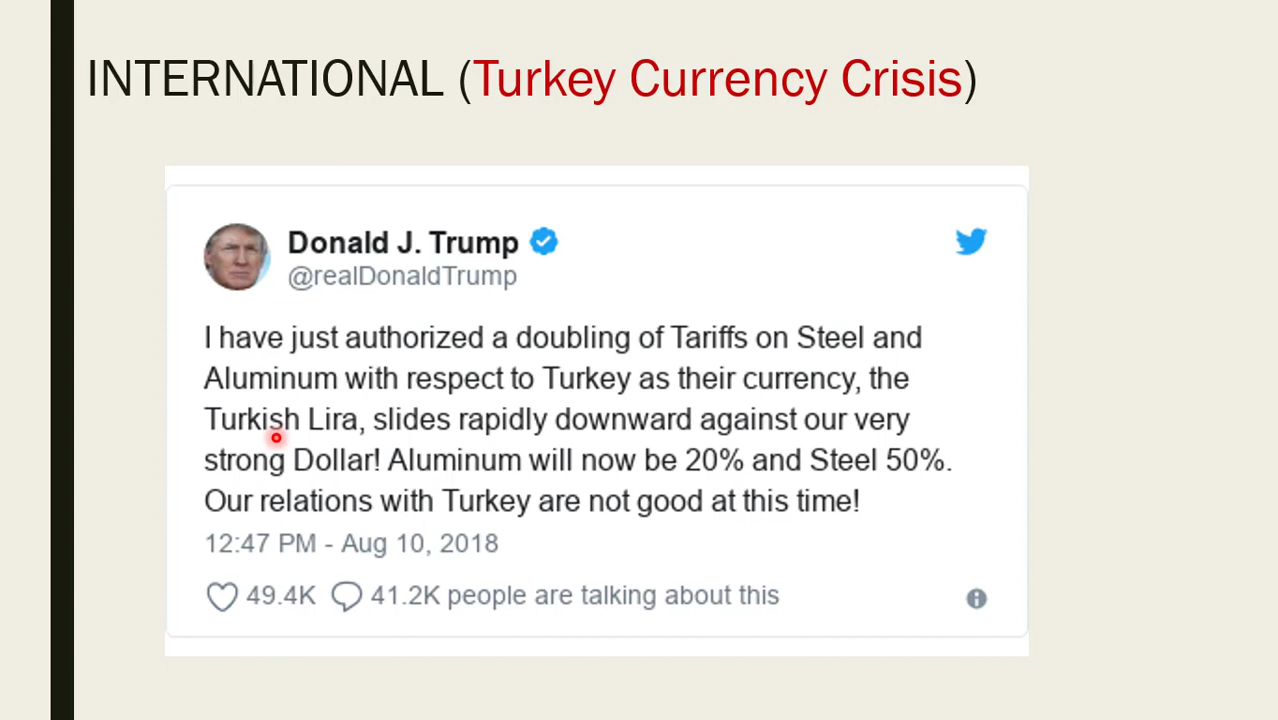 INTERNATIONAL (Turkey Currency Crisis)
Donald J. Trump
@realDonaldTrump
I have just authorized a doubling of Tariffs on Steel and
Aluminum with respect to Turkey as their currency, the
Turkish Lira, slides rapidly downward against our very
strong Dollar! Aluminum will now be 20% and Steel 50%.
Our relations with Turkey are not good at this time!
12:47 PM - Aug 10, 2018
49.4K 41.2K people are talking about this